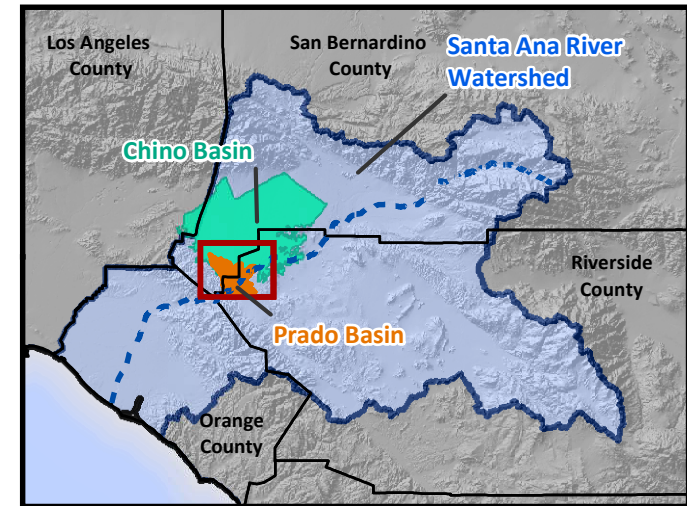 Los Angeles
County
San Bernardino
County
Santa Ana River
Watershed
Chino Basin
Riverside
County
Prado Basin
Orange
County